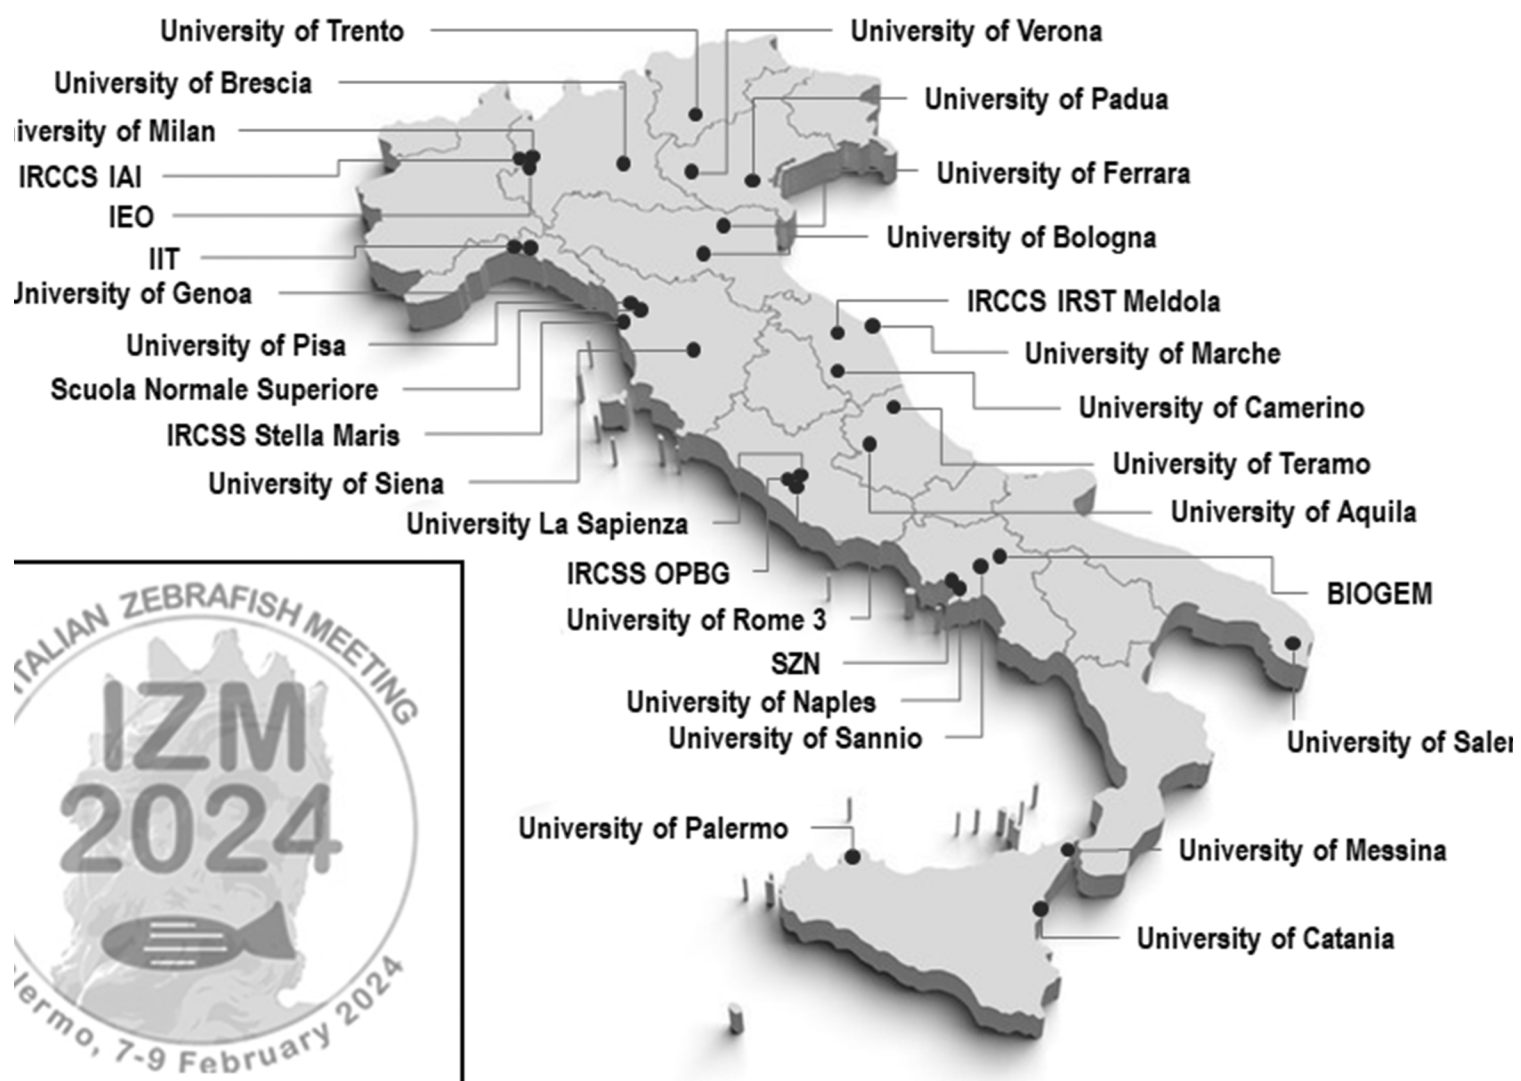 University of Trento
University of Verona
University of Brescia
University of Padua
iversity of Milan
IRCCS IAI
University of Ferrara
IEO
University of Bologna
IIT
University of Genoa
IRCCS IRST Meldola
University of Pisa
University of Marche
Scuola Normale Superiore
University of Camerino
IRCSS Stella Maris
University of Teramo
University of Siena
University of Aquila
University La Sapienza
IRCSS OPBG
BIOGEM
University of Rome 3
SZN
University of Naples
University of Sannio
University of Saler
University of Palermo
University of Messina
University of Catania
ITALIAN ZEBRAFISH MEETING
IZM
2024
lermo, 7-9 February 2024